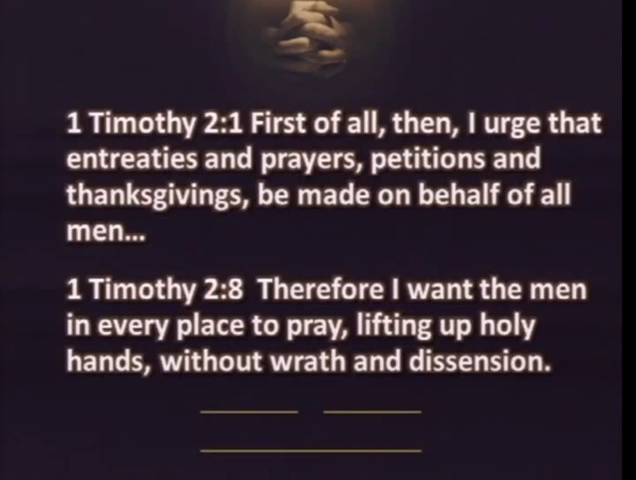 1 Timothy 2:1 First of all, then, I urge that
entreaties and prayers, petitions and
thanksgivings, be made on behalf of all
men...
1 Timothy 2:8  Therefore I want the men
in every place to pray, lifting up holy
hands, without wrath and dissension.